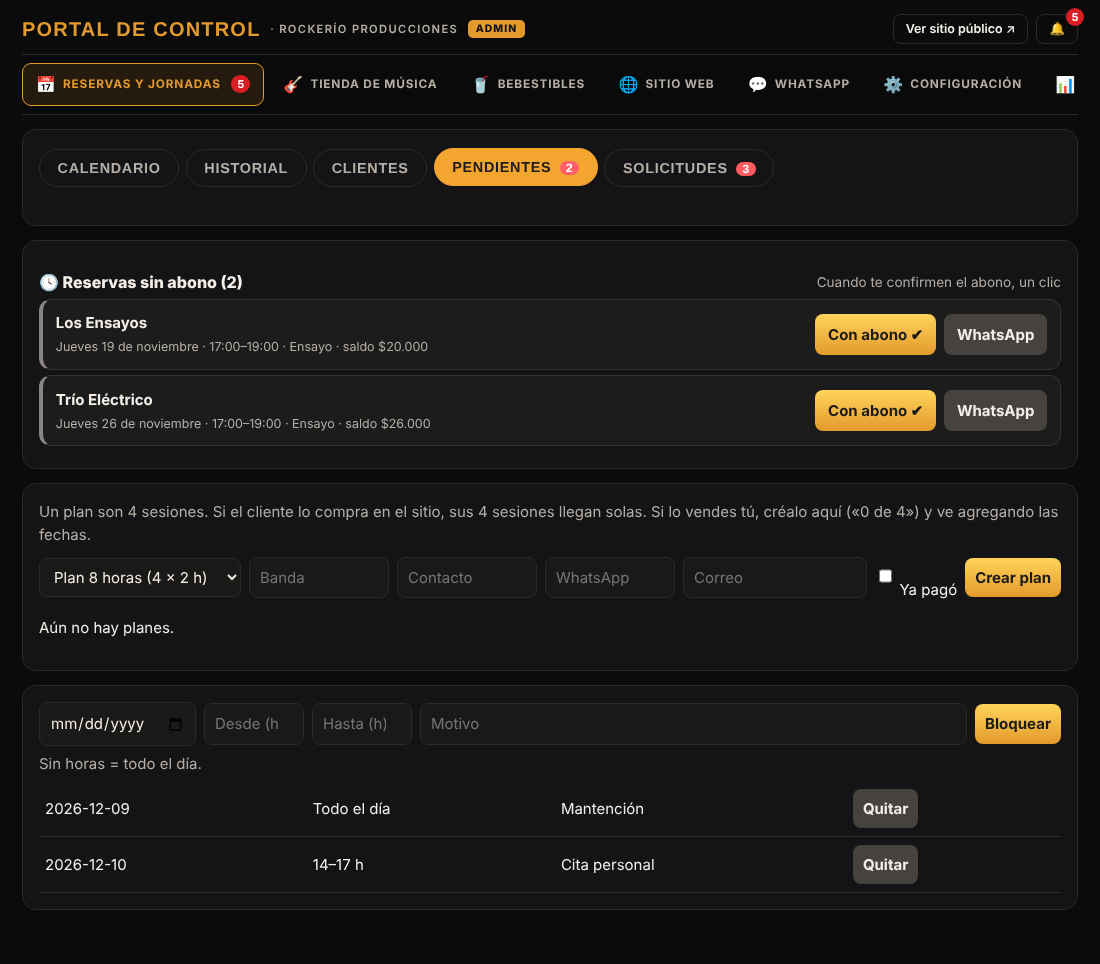 PORTAL DE CONTROL · ROCKERÍO PRODUCCIONES ADMIN Ver sitio público ↗ 5
RESERVAS Y JORNADAS 5 TIENDA DE MÚSICA BEBESTIBLES SITIO WEB WHATSAPP CONFIGURACIÓN
CALENDARIO HISTORIAL CLIENTES PENDIENTES 2 SOLICITUDES 3
Reservas sin abono (2) Cuando te confirmen el abono, un clic
Los Ensayos
Jueves 19 de noviembre · 17:00–19:00 · Ensayo · saldo $20.000
Con abono ✔ WhatsApp
Trío Eléctrico
Jueves 26 de noviembre · 17:00–19:00 · Ensayo · saldo $26.000
Con abono ✔ WhatsApp
Un plan son 4 sesiones. Si el cliente lo compra en el sitio, sus 4 sesiones llegan solas. Si lo vendes tú, créalo aquí («0 de 4») y ve agregando las
fechas.
Plan 8 horas (4 × 2 h) Banda Contacto WhatsApp Correo Ya pagó Crear plan
Aún no hay planes.
mm/dd/yyyy Desde (h Hasta (h) Motivo Bloquear
Sin horas = todo el día.
2026-12-09 Todo el día Mantención Quitar
2026-12-10 14–17 h Cita personal Quitar